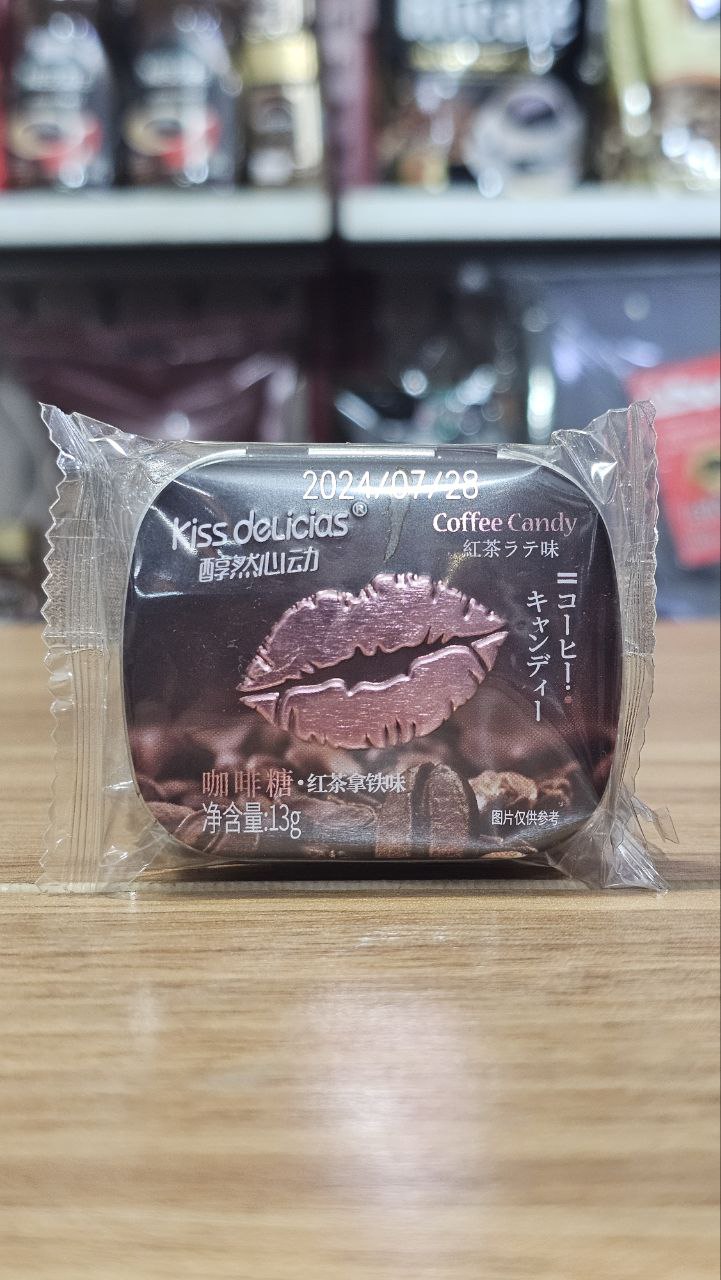 2024/07/28
Kiss deLicias®
醇然心动
Coffee Candy
紅茶ラテ味
コーヒー・
キャンディー
咖啡糖·红茶拿铁味
净含量:13g
图片仅供参考